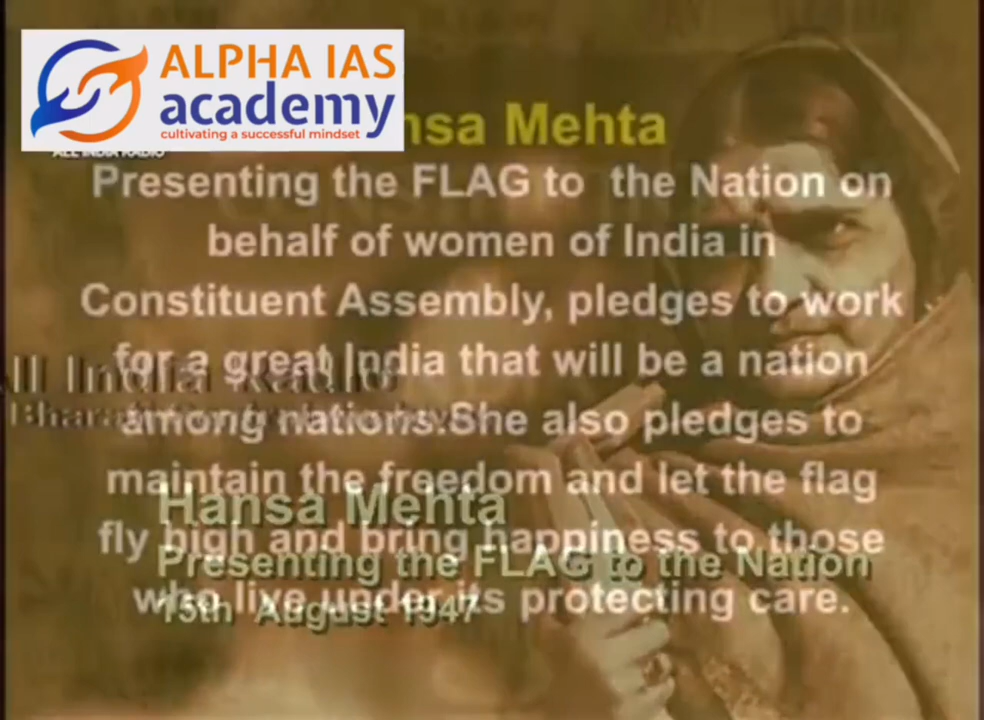 ALPHA IAS
academy
cultivating a successful mindset
nsa Mehta
ALL INDIA RADIO
Presenting the FLAG to the Nation on
behalf of women of India in
Constituent Assembly, pledges to work
for a great India that will be a nation
All India Radio
among nations.She also pledges to
maintain the freedom and let the flag
Hansa Mehta
fly high and bring happiness to those
Presenting the FLAG to the Nation
who live under its protecting care.
15th August 1947